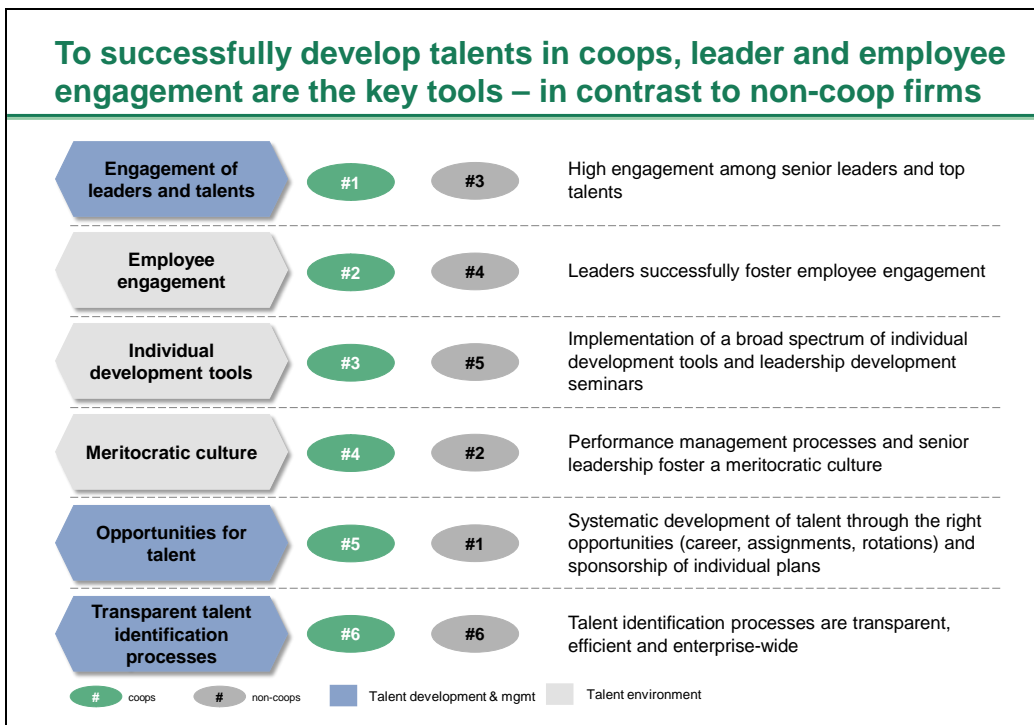 To successfully develop talents in coops, leader and employee
engagement are the key tools – in contrast to non-coop firms
Engagement of
leaders and talents
#1
#3
High engagement among senior leaders and top
talents
Employee
engagement
#2
#4
Leaders successfully foster employee engagement
Individual
development tools
#3
#5
Implementation of a broad spectrum of individual
development tools and leadership development
seminars
Meritocratic culture
#4
#2
Performance management processes and senior
leadership foster a meritocratic culture
Opportunities for
talent
#5
#1
Systematic development of talent through the right
opportunities (career, assignments, rotations) and
sponsorship of individual plans
Transparent talent
identification
processes
#6
#6
Talent identification processes are transparent,
efficient and enterprise-wide
# coops
# non-coops
Talent development & mgmt
Talent environment